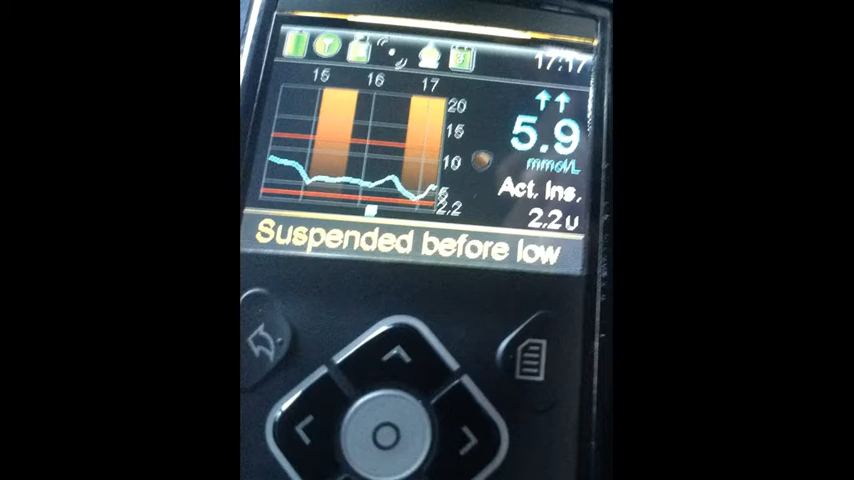 17:17
15 16 17
20
15
10
5
2.2
5.9
mmol/L
Act. Ins.
2.2u
Suspended before low